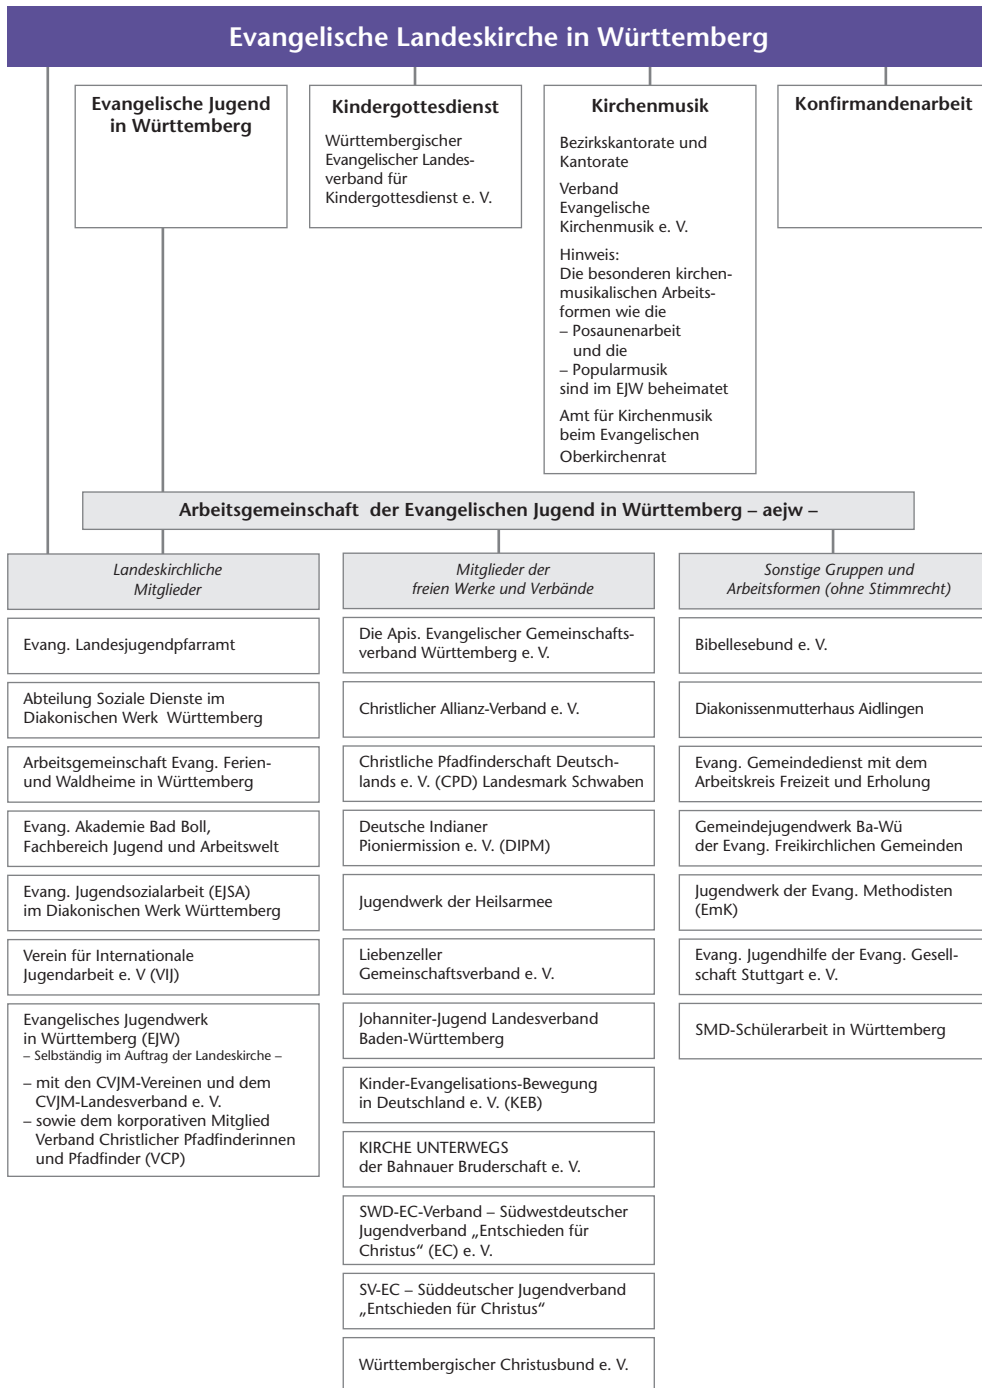 Evangelische Landeskirche in Württemberg
Evangelische Jugend
in Württemberg
Kindergottesdienst
Württembergischer
Evangelischer Landes-
verband für
Kindergottesdienst e. V.
Kirchenmusik
Bezirkskantorate und
Kantorate
Verband
Evangelische
Kirchenmusik e. V.
Hinweis:
Die besonderen kirchen-
musikalischen Arbeits-
formen wie die
– Posaunenarbeit
und die
– Popularmusik
sind im EJW beheimatet
Amt für Kirchenmusik
beim Evangelischen
Oberkirchenrat
Konfirmandenarbeit
Arbeitsgemeinschaft der Evangelischen Jugend in Württemberg – aejw –
Landeskirchliche
Mitglieder
Evang. Landesjugendpfarramt
Abteilung Soziale Dienste im
Diakonischen Werk Württemberg
Arbeitsgemeinschaft Evang. Ferien-
und Waldheime in Württemberg
Evang. Akademie Bad Boll,
Fachbereich Jugend und Arbeitswelt
Evang. Jugendsozialarbeit (EJSA)
im Diakonischen Werk Württemberg
Verein für Internationale
Jugendarbeit e. V (VIJ)
Evangelisches Jugendwerk
in Württemberg (EJW)
– Selbständig im Auftrag der Landeskirche –
– mit den CVJM-Vereinen und dem
CVJM-Landesverband e. V.
– sowie dem korporativen Mitglied
Verband Christlicher Pfadfinderinnen
und Pfadfinder (VCP)
Mitglieder der
freien Werke und Verbände
Die Apis. Evangelischer Gemeinschafts-
verband Württemberg e. V.
Christlicher Allianz-Verband e. V.
Christliche Pfadfinderschaft Deutsch-
lands e. V. (CPD) Landesmark Schwaben
Deutsche Indianer
Pioniermission e. V. (DIPM)
Jugendwerk der Heilsarmee
Liebenzeller
Gemeinschaftsverband e. V.
Johanniter-Jugend Landesverband
Baden-Württemberg
Kinder-Evangelisations-Bewegung
in Deutschland e. V. (KEB)
KIRCHE UNTERWEGS
der Bahnauer Bruderschaft e. V.
SWD-EC-Verband – Südwestdeutscher
Jugendverband „Entschieden für
Christus“ (EC) e. V.
SV-EC – Süddeutscher Jugendverband
„Entschieden für Christus“
Württembergischer Christusbund e. V.
Sonstige Gruppen und
Arbeitsformen (ohne Stimmrecht)
Bibellesebund e. V.
Diakonissenmutterhaus Aidlingen
Evang. Gemeindedienst mit dem
Arbeitskreis Freizeit und Erholung
Gemeindejugendwerk Ba-Wü
der Evang. Freikirchlichen Gemeinden
Jugendwerk der Evang. Methodisten
(EmK)
Evang. Jugendhilfe der Evang. Gesell-
schaft Stuttgart e. V.
SMD-Schülerarbeit in Württemberg